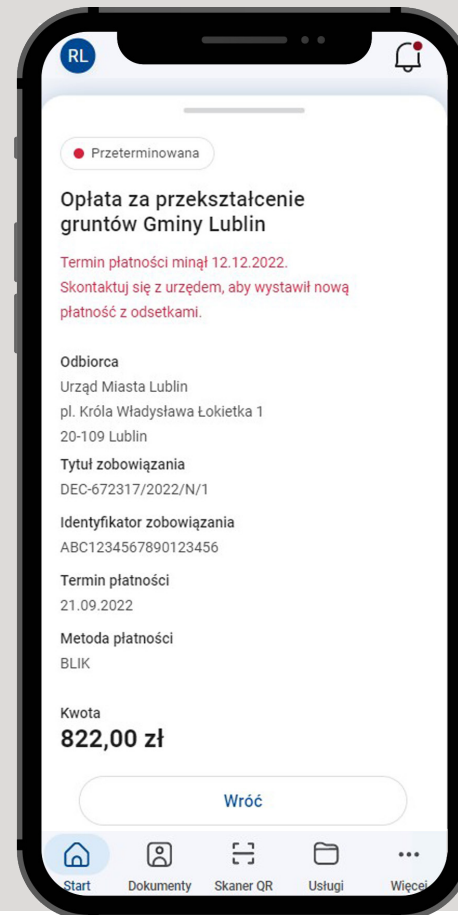 RL
Przeterminowana
Opłata za przekształcenie
gruntów Gminy Lublin
Termin płatności minął 12.12.2022.
Skontaktuj się z urzędem, aby wystawił nową
płatność z odsetkami.
Odbiorca
Urząd Miasta Lublin
pl. Króla Władysława Łokietka 1
20-109 Lublin
Tytuł zobowiązania
DEC-672317/2022/N/1
Identyfikator zobowiązania
ABC1234567890123456
Termin płatności
21.09.2022
Metoda płatności
BLIK
Kwota
822,00 zł
Wróć
Start Dokumenty Skaner QR Usługi Więcej